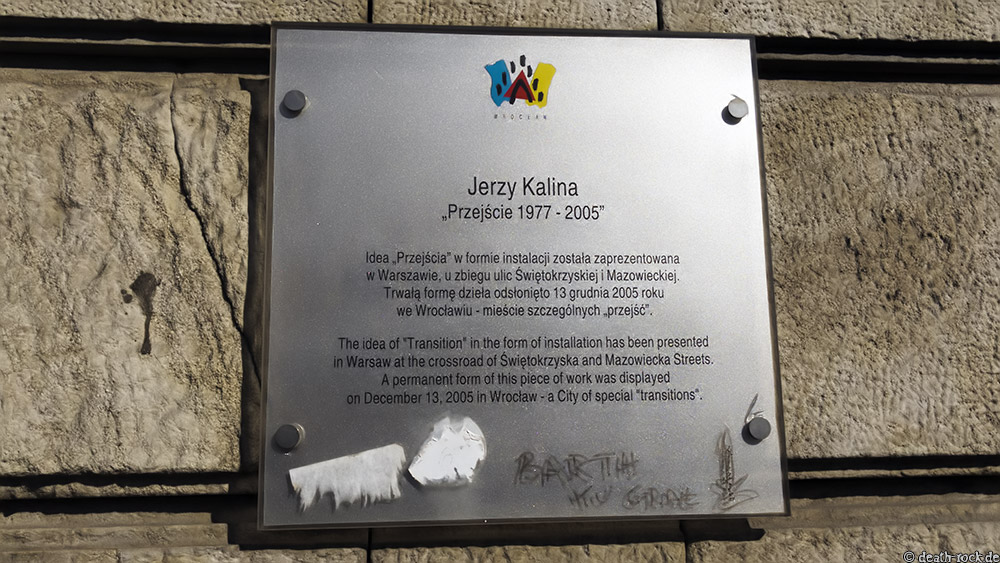 WROCŁAW
Jerzy Kalina
„Przejście 1977 - 2005”
Idea „Przejścia” w formie instalacji została zaprezentowana
w Warszawie, u zbiegu ulic Świętokrzyskiej i Mazowieckiej.
Trwałą formę dzieła odsłonięto 13 grudnia 2005 roku
we Wrocławiu - mieście szczególnych „przejść”.
The idea of "Transition" in the form of installation has been presented
in Warsaw at the crossroad of Świętokrzyska and Mazowiecka Streets.
A permanent form of this piece of work was displayed
on December 13, 2005 in Wrocław - a City of special "transitions".
© death-rock.de